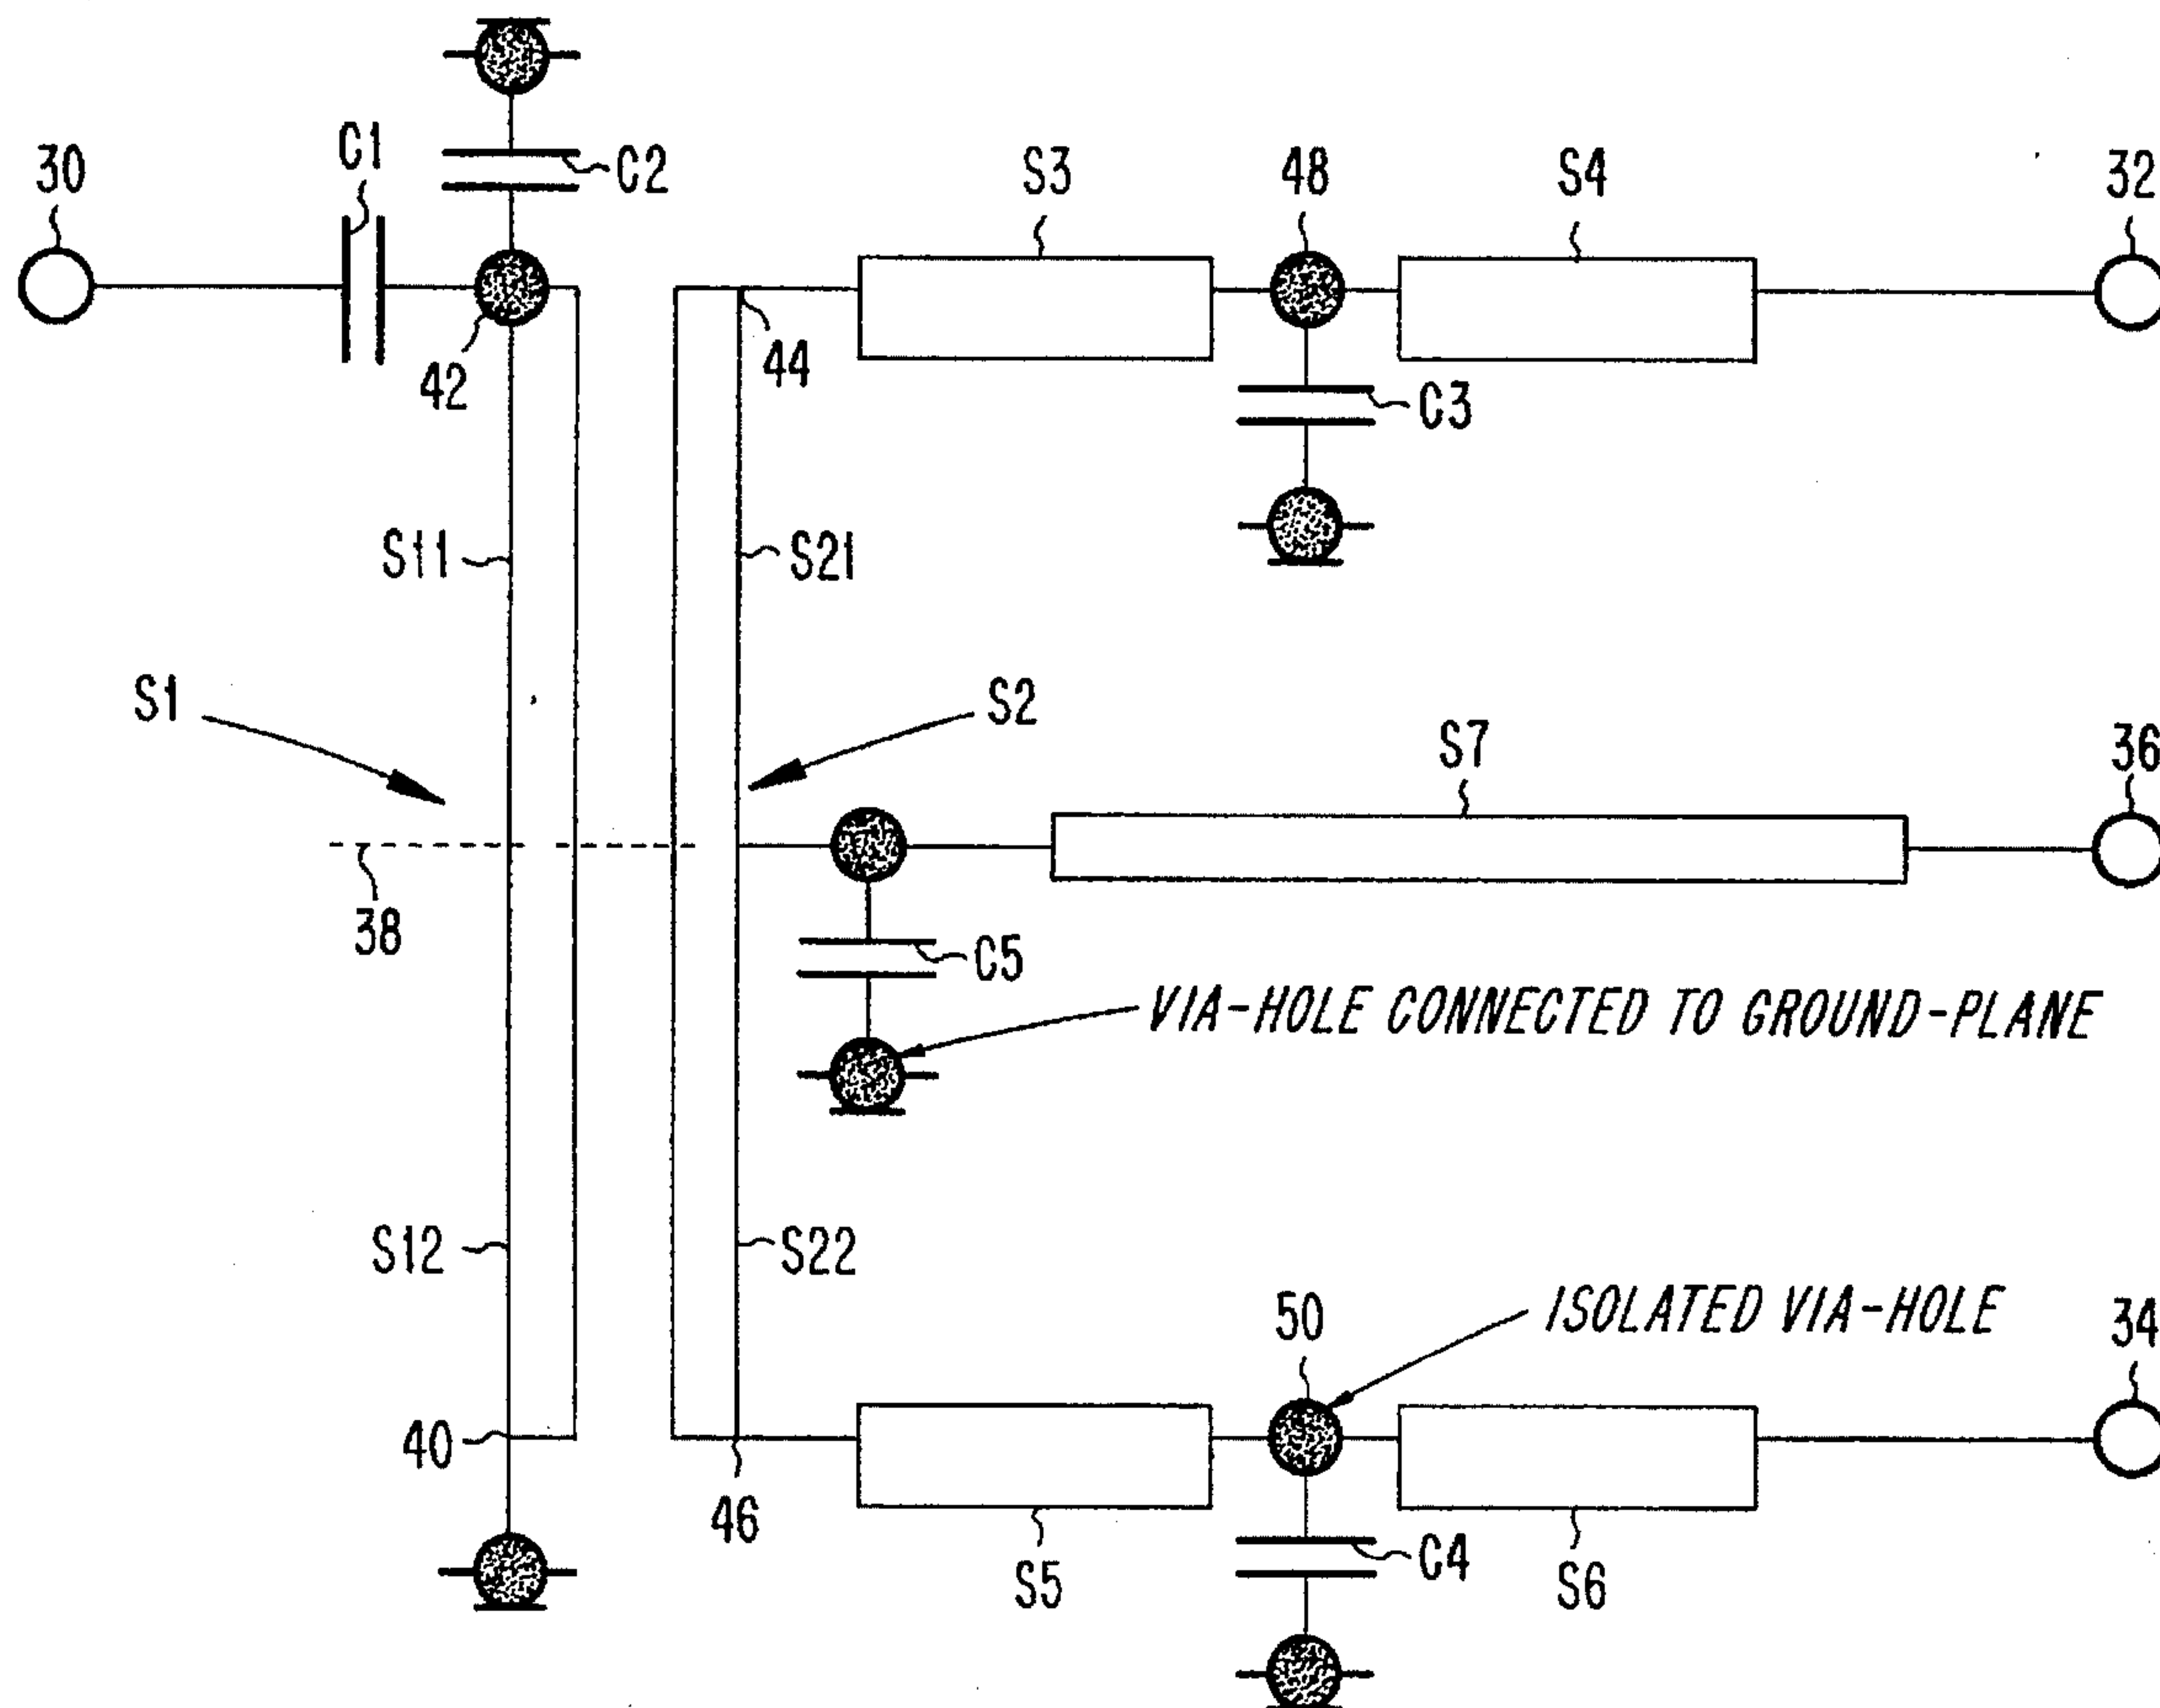 30
C1
C2
S3
48
S4
32
42
44
C3
S11
S21
S1
S2
S7
36
38
C5
VIA-HOLE CONNECTED TO GROUND-PLANE
S12
S22
50
ISOLATED VIA-HOLE
34
40
46
S5
C4
S6